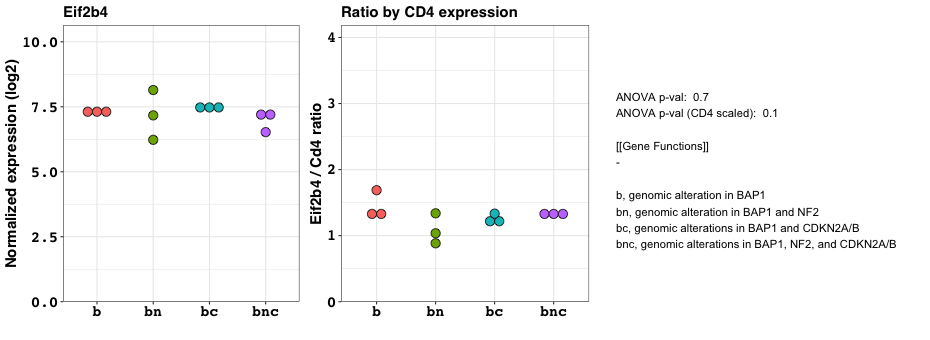 Eif2b4
Normalized expression (log2)
10.0
7.5
5.0
2.5
0.0
b bn bc bnc
Ratio by CD4 expression
Eif2b4 / Cd4 ratio
4
3
2
1
0
b bn bc bnc
ANOVA p-val: 0.7
ANOVA p-val (CD4 scaled): 0.1
[[Gene Functions]]
-
b, genomic alteration in BAP1
bn, genomic alteration in BAP1 and NF2
bc, genomic alterations in BAP1 and CDKN2A/B
bnc, genomic alterations in BAP1, NF2, and CDKN2A/B